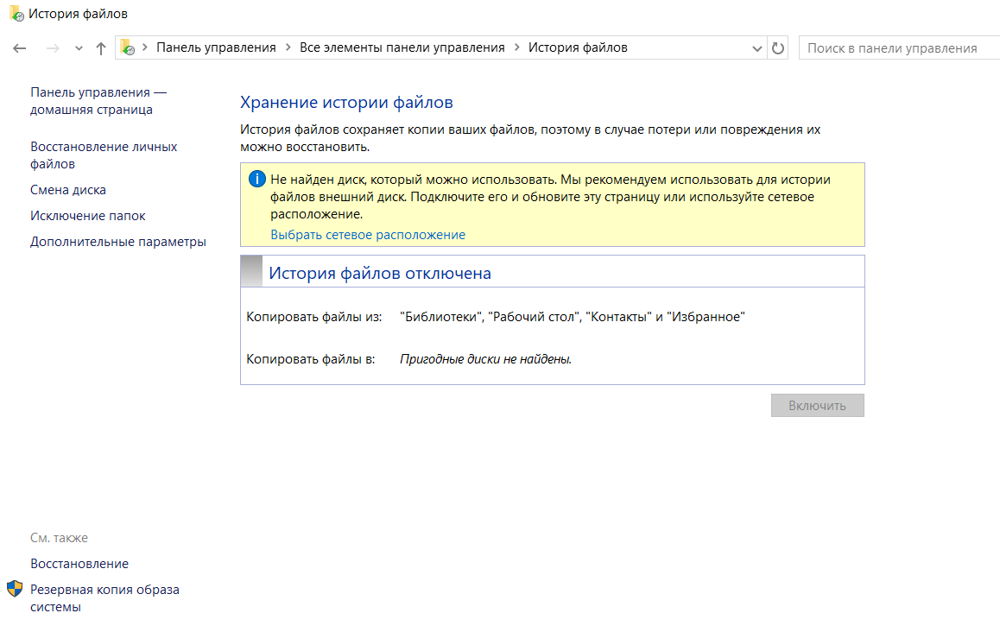 История файлов
Панель управления
Все элементы панели управления
История файлов
Поиск в панели управления
Панель управления —
домашняя страница
Восстановление личных
файлов
Смена диска
Исключение папок
Дополнительные параметры
Хранение истории файлов
История файлов сохраняет копии ваших файлов, поэтому в случае потери или повреждения их
можно восстановить.
Не найден диск, который можно использовать. Мы рекомендуем использовать для истории
файлов внешний диск. Подключите его и обновите эту страницу или используйте сетевое
расположение.
Выбрать сетевое расположение
История файлов отключена
Копировать файлы из: "Библиотеки", "Рабочий стол", "Контакты" и "Избранное"
Копировать файлы в: Пригодные диски не найдены.
Включить
См. также
Восстановление
Резервная копия образа
системы